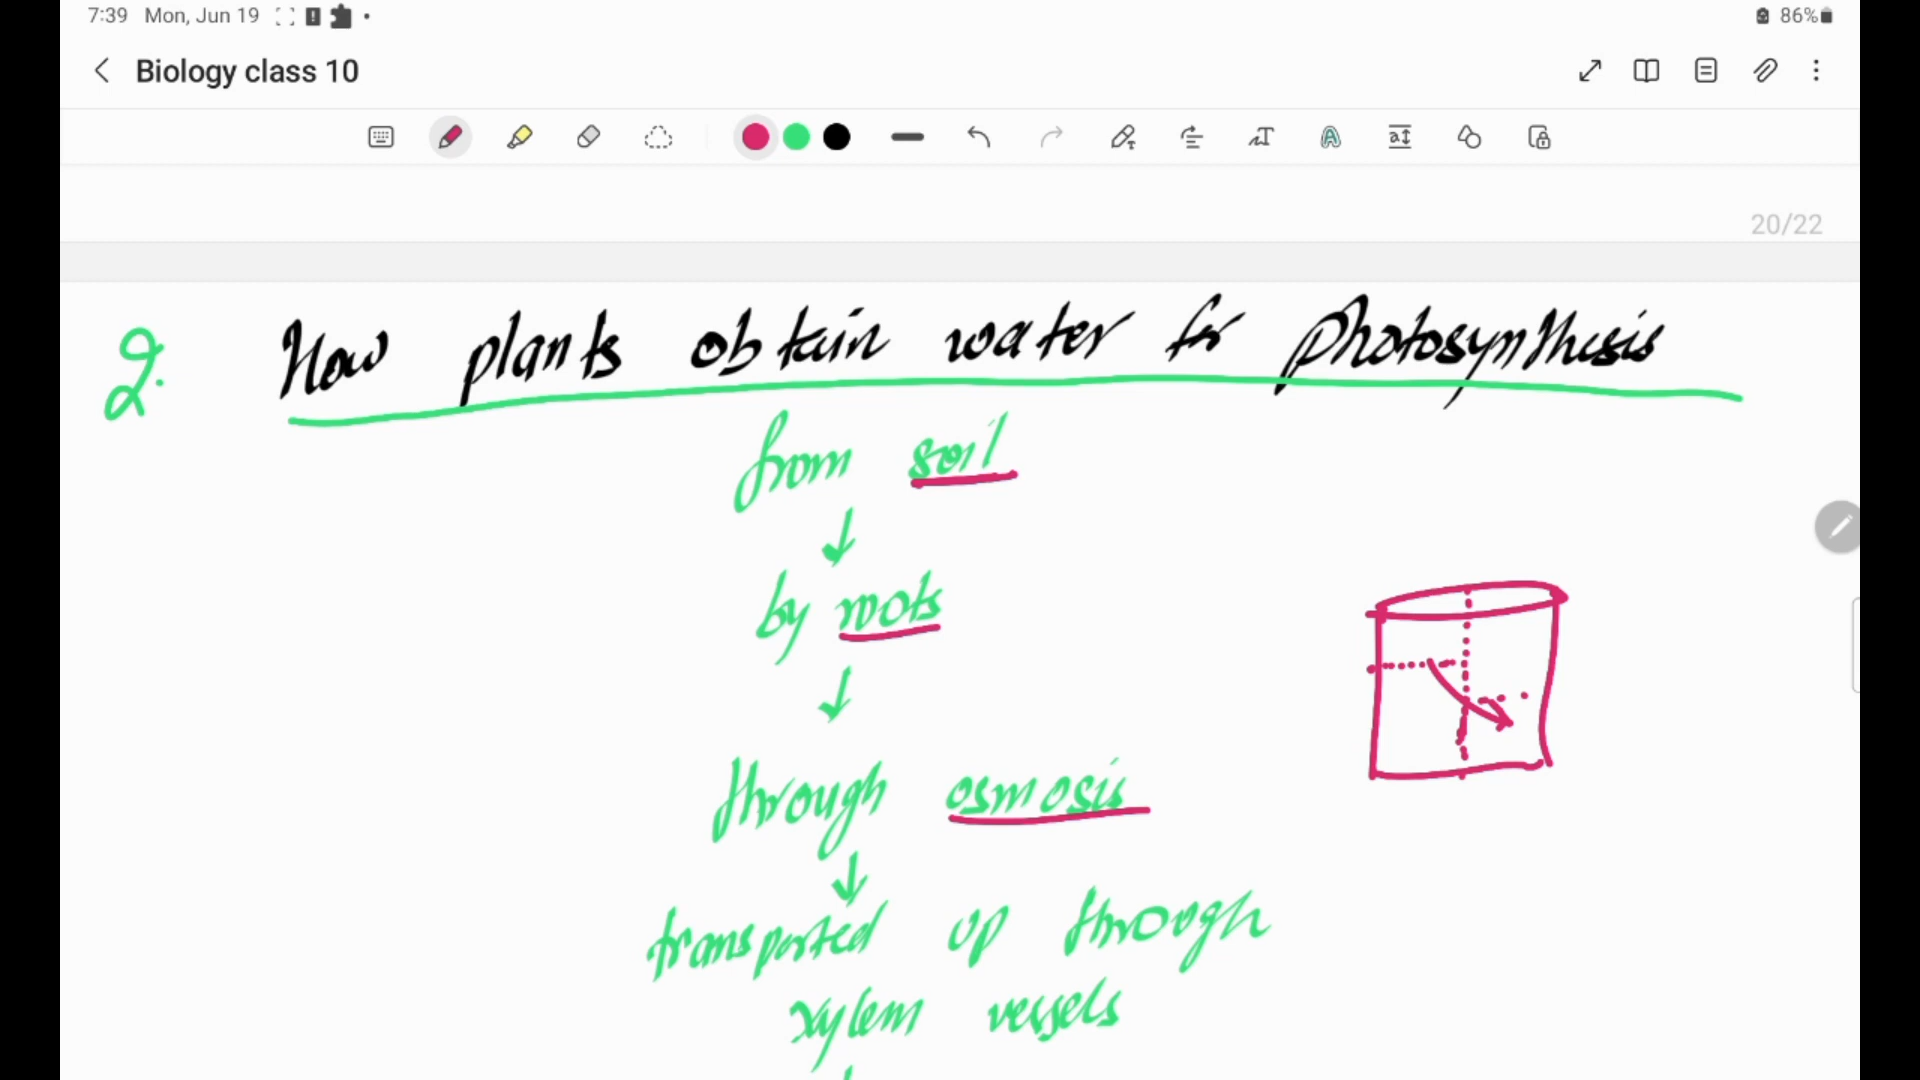 7:39 Mon, Jun 19
86%
Biology class 10
20/22
2. How plants obtain water for photosynthesis
from soil
by roots
through osmosis
transported up through
xylem vessels